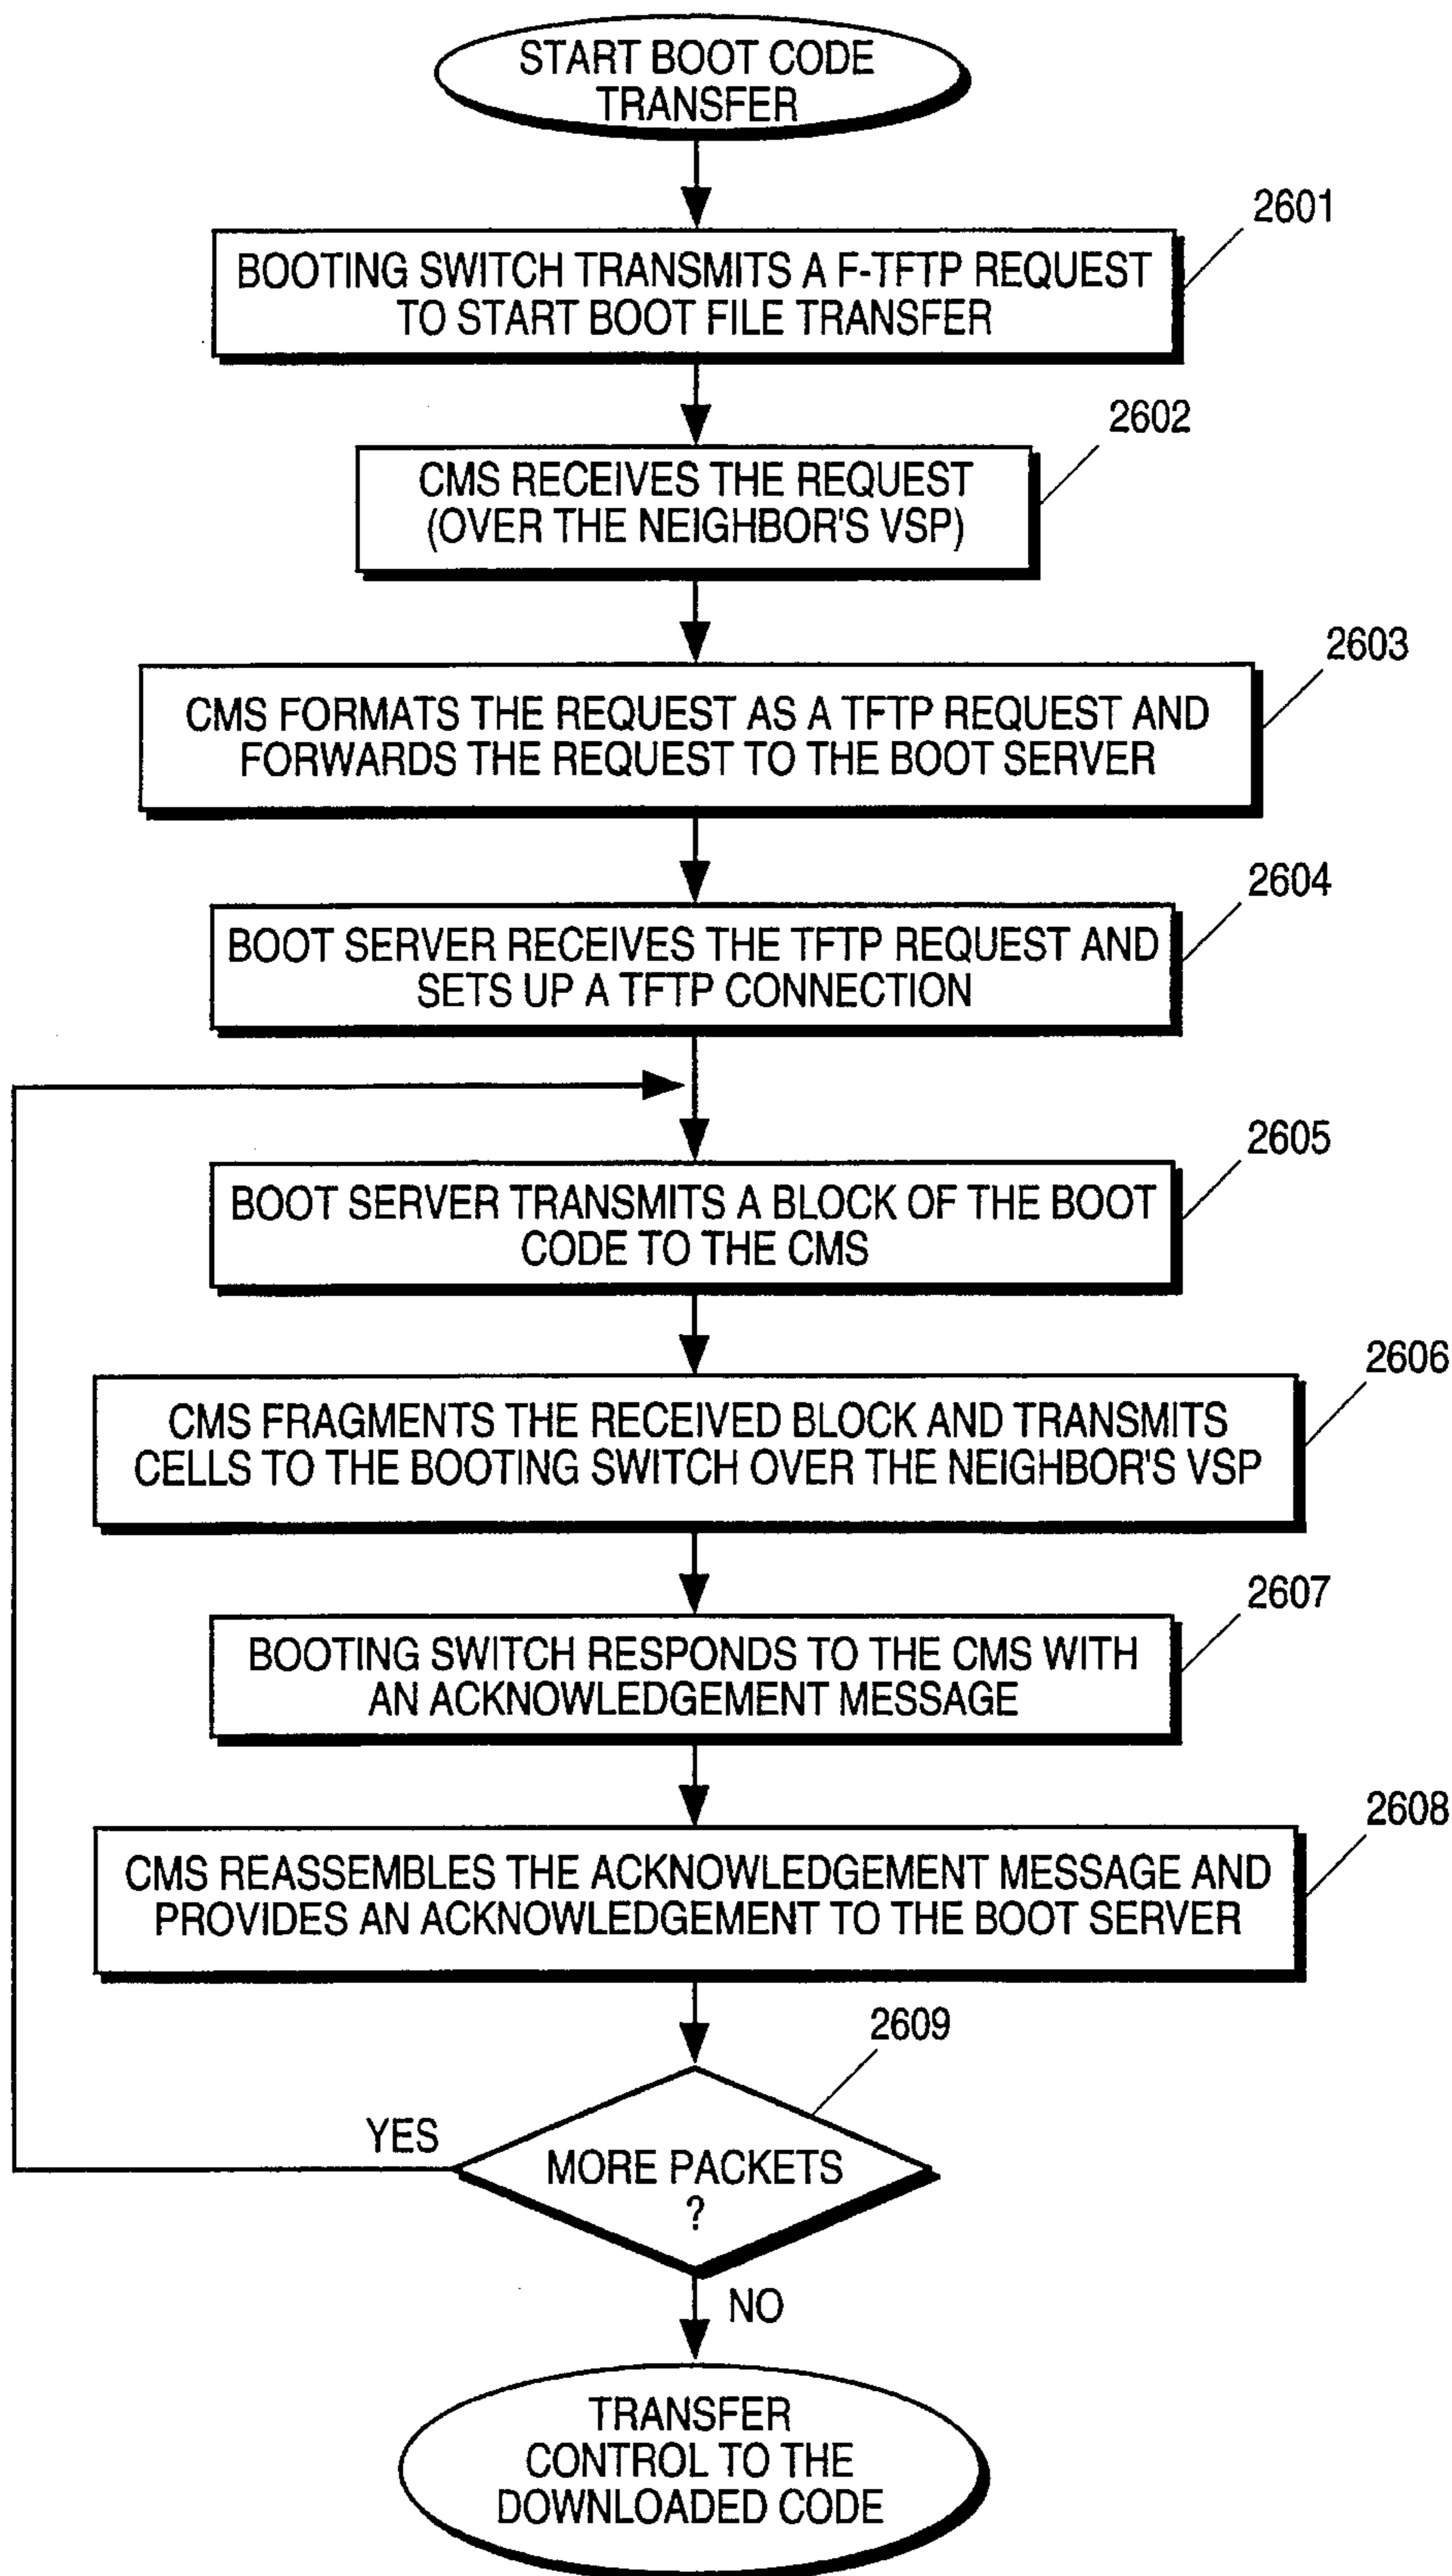 START BOOT CODE
TRANSFER
2601
BOOTING SWITCH TRANSMITS A F-TFTP REQUEST
TO START BOOT FILE TRANSFER
2602
CMS RECEIVES THE REQUEST
(OVER THE NEIGHBOR'S VSP)
2603
CMS FORMATS THE REQUEST AS A TFTP REQUEST AND
FORWARDS THE REQUEST TO THE BOOT SERVER
2604
BOOT SERVER RECEIVES THE TFTP REQUEST AND
SETS UP A TFTP CONNECTION
2605
BOOT SERVER TRANSMITS A BLOCK OF THE BOOT
CODE TO THE CMS
2606
CMS FRAGMENTS THE RECEIVED BLOCK AND TRANSMITS
CELLS TO THE BOOTING SWITCH OVER THE NEIGHBOR'S VSP
2607
BOOTING SWITCH RESPONDS TO THE CMS WITH
AN ACKNOWLEDGEMENT MESSAGE
2608
CMS REASSEMBLES THE ACKNOWLEDGEMENT MESSAGE AND
PROVIDES AN ACKNOWLEDGEMENT TO THE BOOT SERVER
2609
YES
MORE PACKETS
?
NO
TRANSFER
CONTROL TO THE
DOWNLOADED CODE